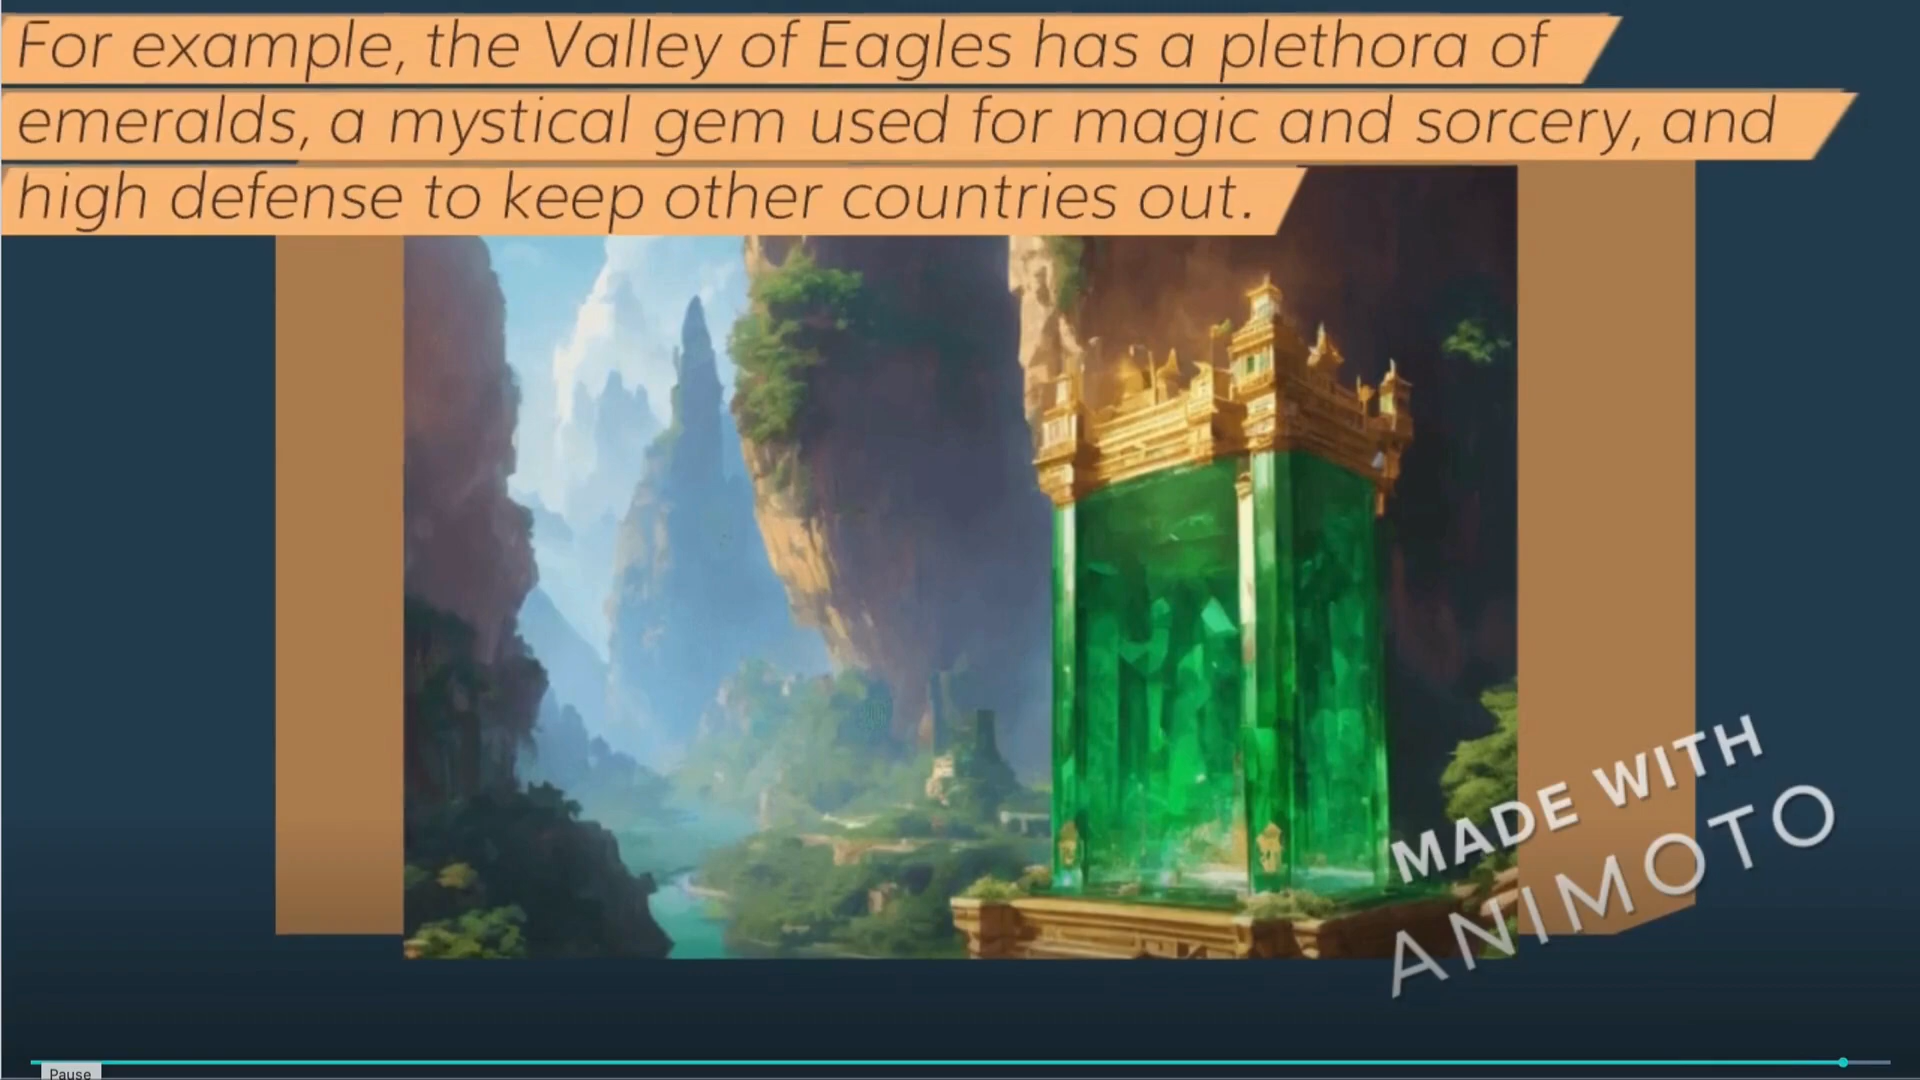 For example, the Valley of Eagles has a plethora of
emeralds, a mystical gem used for magic and sorcery, and
high defense to keep other countries out.
MADE WITH
ANIMOTO
Pause